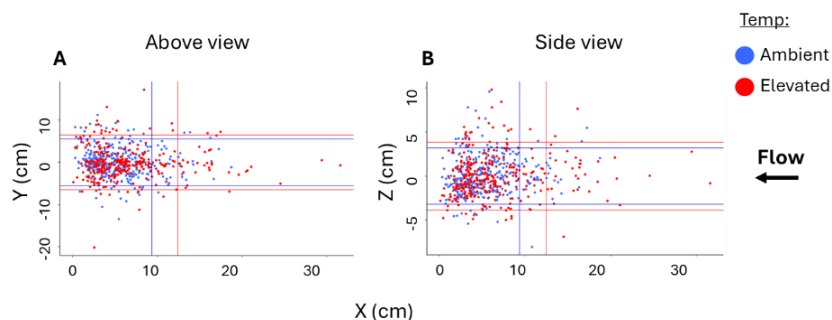 Temp:
Above view
Side view
A
B
Ambient
Elevated
Y (cm)
10
0
-10
-20
0
10
20
30
Z (cm)
10
5
0
-5
0
10
20
30
Flow
X (cm)